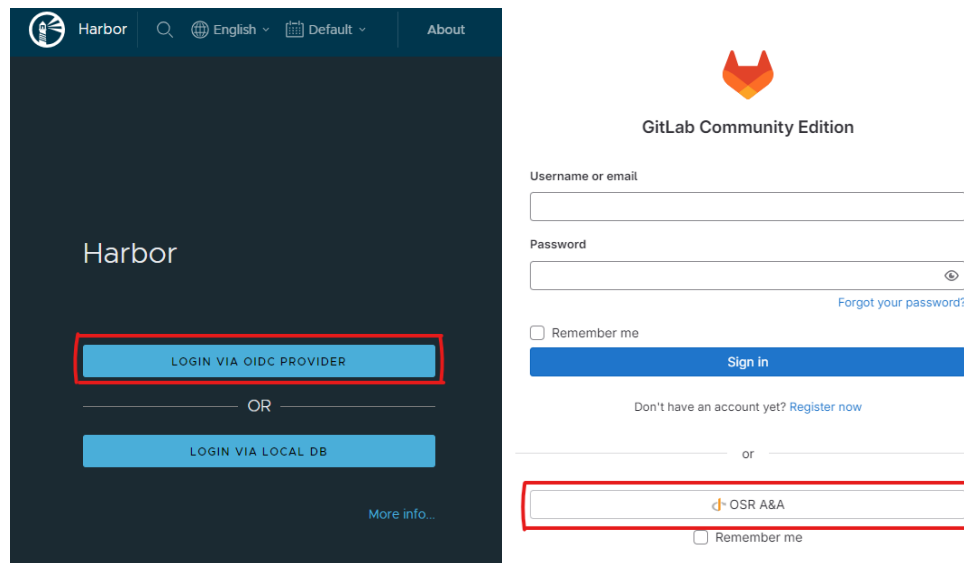 Harbor
English
Default
About
Harbor
LOGIN VIA OIDC PROVIDER
OR
LOGIN VIA LOCAL DB
More info...
GitLab Community Edition
Username or email
Password
Forgot your password?
Remember me
Sign in
Don't have an account yet? Register now
or
OSR A&A
Remember me